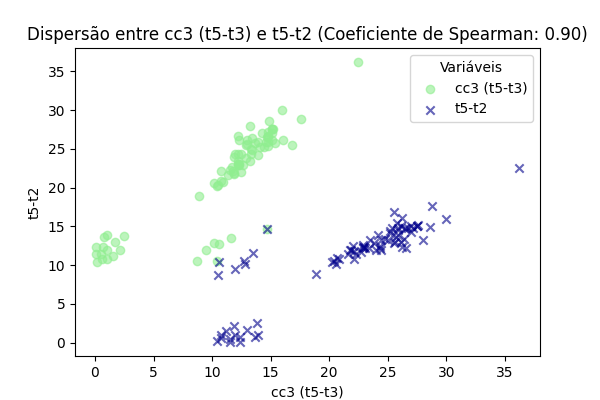 Dispersão entre cc3 (t5-t3) e t5-t2 (Coeficiente de Spearman: 0.90)
Variáveis
cc3 (t5-t3)
t5-t2
t5-t2
35
30
25
20
15
10
5
0
0 5 10 15 20 25 30 35
cc3 (t5-t3)